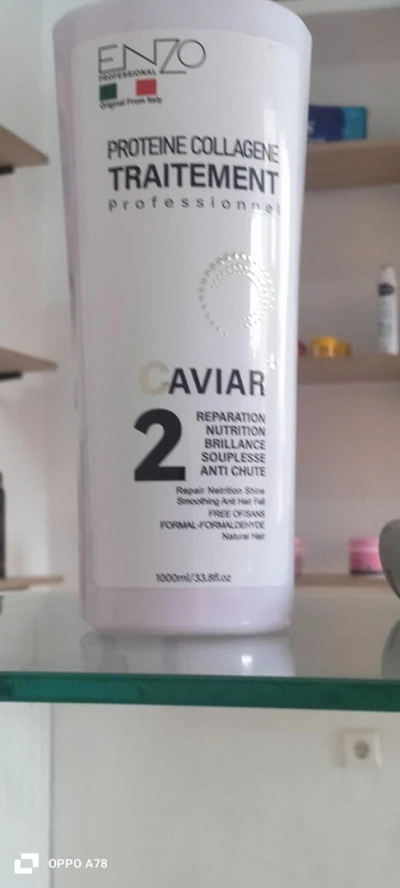 ENZO
PROFESSIONAL
Original From Italy
PROTEINE COLLAGENE
TRAITEMENT
Professionnel
CAVIAR+
2
REPARATION
NUTRITION
BRILLANCE
SOUPLESSE
ANTI CHUTE
Repair Netrition Shine
Smoothing Anti Hair Fall
FREE OF/SANS
FORMAL-FORMALDEHYDE
Natural Hair
1000ml/33.8fl.oz
OPPO A78